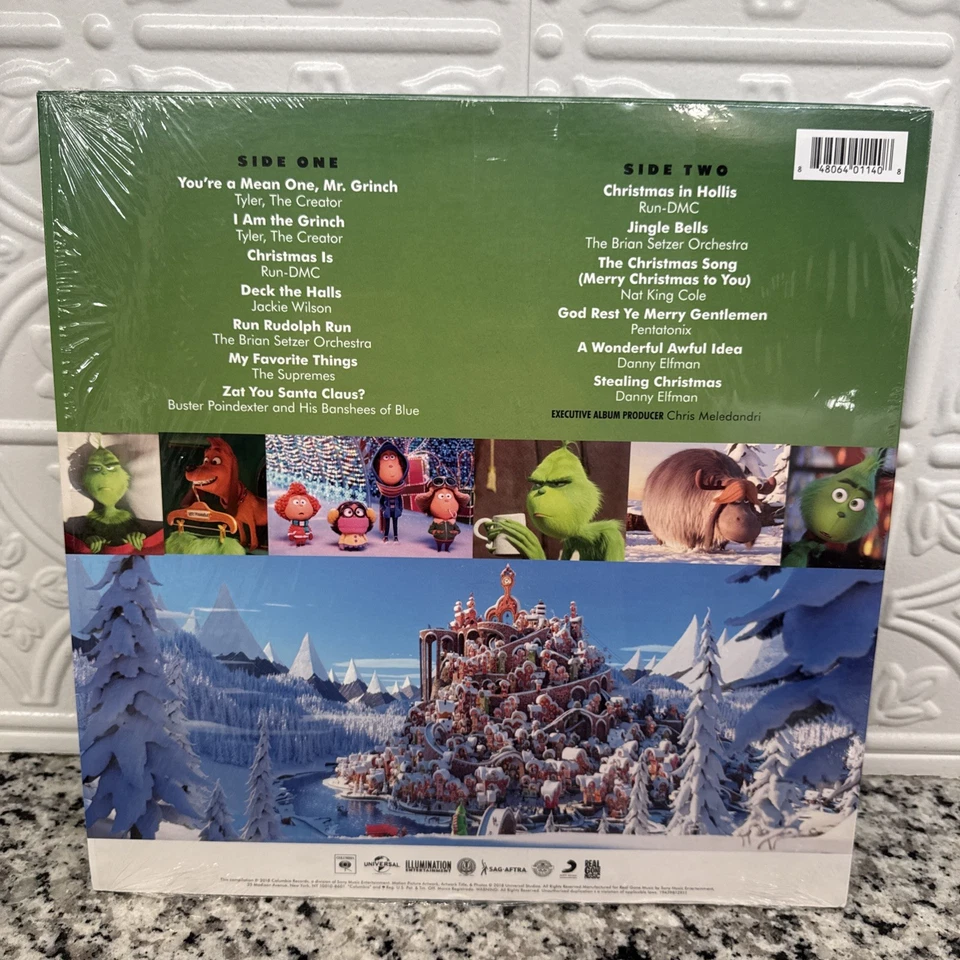 SIDE ONE
You're a Mean One, Mr. Grinch
Tyler, The Creator
I Am the Grinch
Tyler, The Creator
Christmas Is
Run-DMC
Deck the Halls
Jackie Wilson
Run Rudolph Run
The Brian Setzer Orchestra
My Favorite Things
The Supremes
Zat You Santa Claus?
Buster Poindexter and His Banshees of Blue
SIDE TWO
Christmas in Hollis
Run-DMC
Jingle Bells
The Brian Setzer Orchestra
The Christmas Song
(Merry Christmas to You)
Nat King Cole
God Rest Ye Merry Gentlemen
Pentatonix
A Wonderful Awful Idea
Danny Elfman
Stealing Christmas
Danny Elfman
EXECUTIVE ALBUM PRODUCER Chris Meledandri
8 48064 01140 8
COLUMBIA
UNIVERSAL
ILLUMINATION
ENTERTAINMENT
SAG-AFTRA
REAL GONE MUSIC